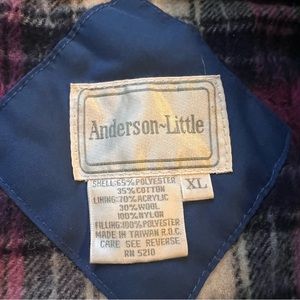 Anderson~Little
XL
SHELL:65% POLYESTER
35% COTTON
LINING:70% ACRYLIC
30% WOOL
100% NYLON
FILLING:100% POLYESTER
MADE IN TAIWAN R.O.C.
CARE SEE REVERSE
RN 5210